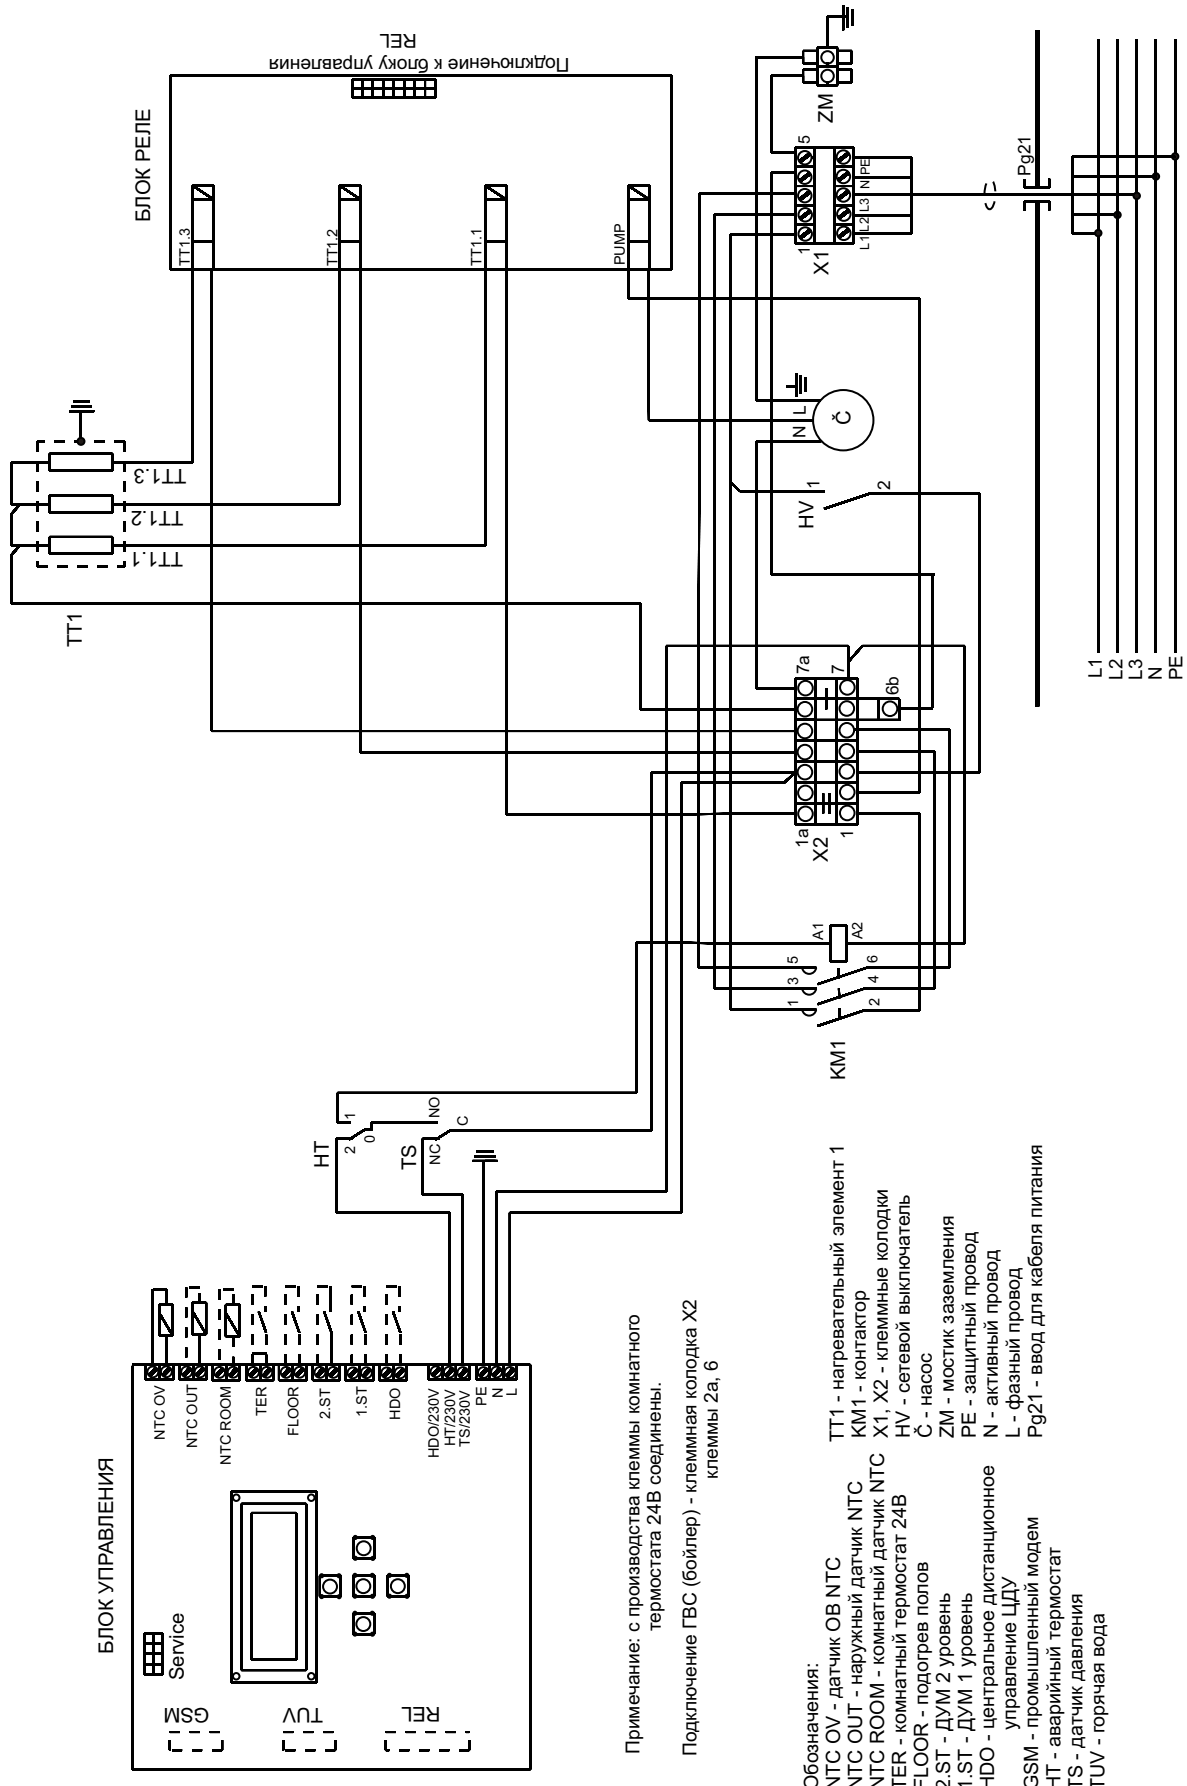 БЛОК УПРАВЛЕНИЯ
GSM
TUV
REL
Service
NTC OV
NTC OUT
NTC ROOM
TER
FLOOR
2.ST
1.ST
HDO
HDO/230V
HT/230V
TS/230V
PE
N
L
HT
2
1
0
TS
NC
NO
C
БЛОК РЕЛЕ
Подключение к блоку управления
REL
TT1.3
TT1.2
TT1.1
PUMP
TT1
TT1.1
TT1.2
TT1.3
KM1
1
3
5
2
4
6
A1
A2
X2
1a
7a
1
7
6b
HV
1
2
N
L
Č
X1
1
5
L1
L2
L3
N
PE
ZM
Pg21
L1
L2
L3
N
PE
Примечание: с производства клеммы комнатного
термостата 24В соединены.
Подключение ГВС (бойлер) - клеммная колодка X2
клеммы 2a, 6
Обозначения:
NTC OV - датчик ОВ NTC
NTC OUT - наружный датчик NTC
NTC ROOM - комнатный датчик NTC
TER - комнатный термостат 24В
FLOOR - подогрев полов
2.ST - ДУМ 2 уровень
1.ST - ДУМ 1 уровень
HDO - центральное дистанционное
управление ЦДУ
GSM - промышленный модем
HT - аварийный термостат
TS - датчик давления
TUV - горячая вода
TT1 - нагревательный элемент 1
KM1 - контактор
X1, X2 - клеммные колодки
HV - сетевой выключатель
Č - насос
ZM - мостик заземления
PE - защитный провод
N - активный провод
L - фазный провод
Pg21 - ввод для кабеля питания